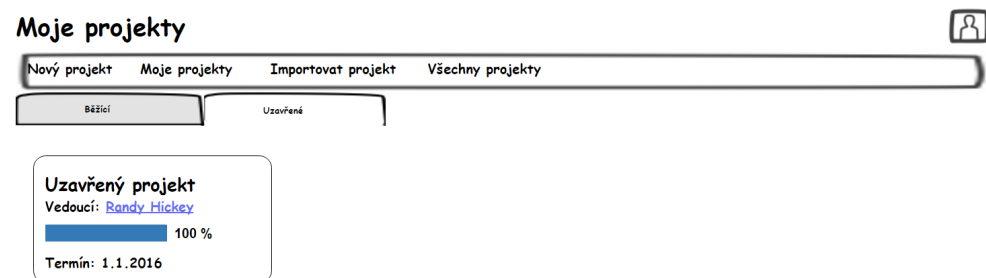 Moje projekty
Nový projekt Moje projekty Importovat projekt Všechny projekty
Běžící Uzavřené
Uzavřený projekt
Vedoucí: Randy Hickey
100 %
Termín: 1.1.2016